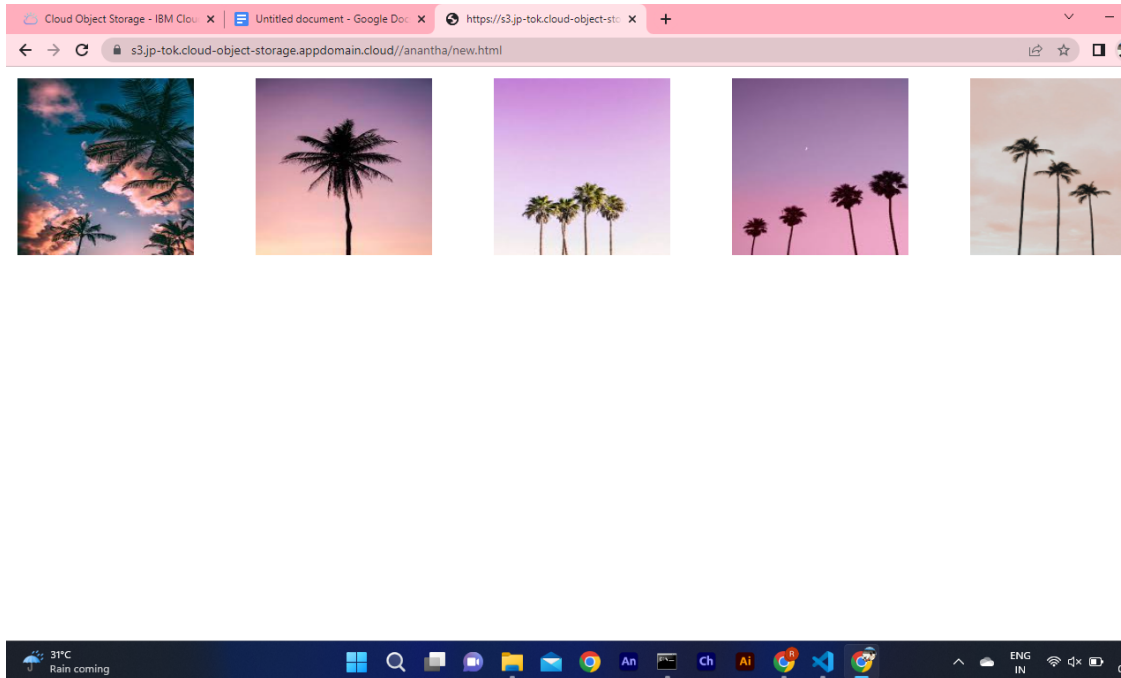 Cloud Object Storage - IBM Clou
Untitled document - Google Doc
https://s3.jp-tok.cloud-object-sto
s3.jp-tok.cloud-object-storage.appdomain.cloud//anantha/new.html
31°C
Rain coming
An
Ch
Ai
R
ENG
IN